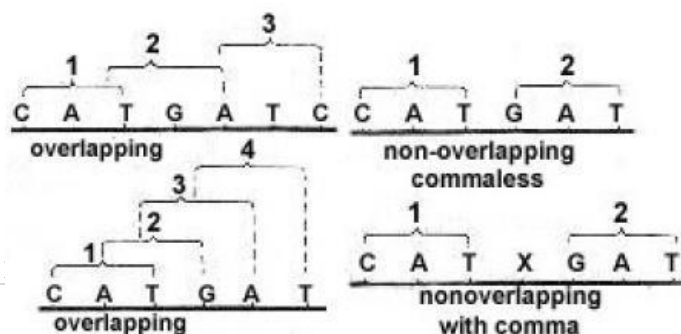 3
2
1
C A T G A T C
overlapping
1 2
C A T G A T
non-overlapping
commaless
4
3
2
1
C A T G A T
overlapping
1 2
C A T X G A T
nonoverlapping
with comma